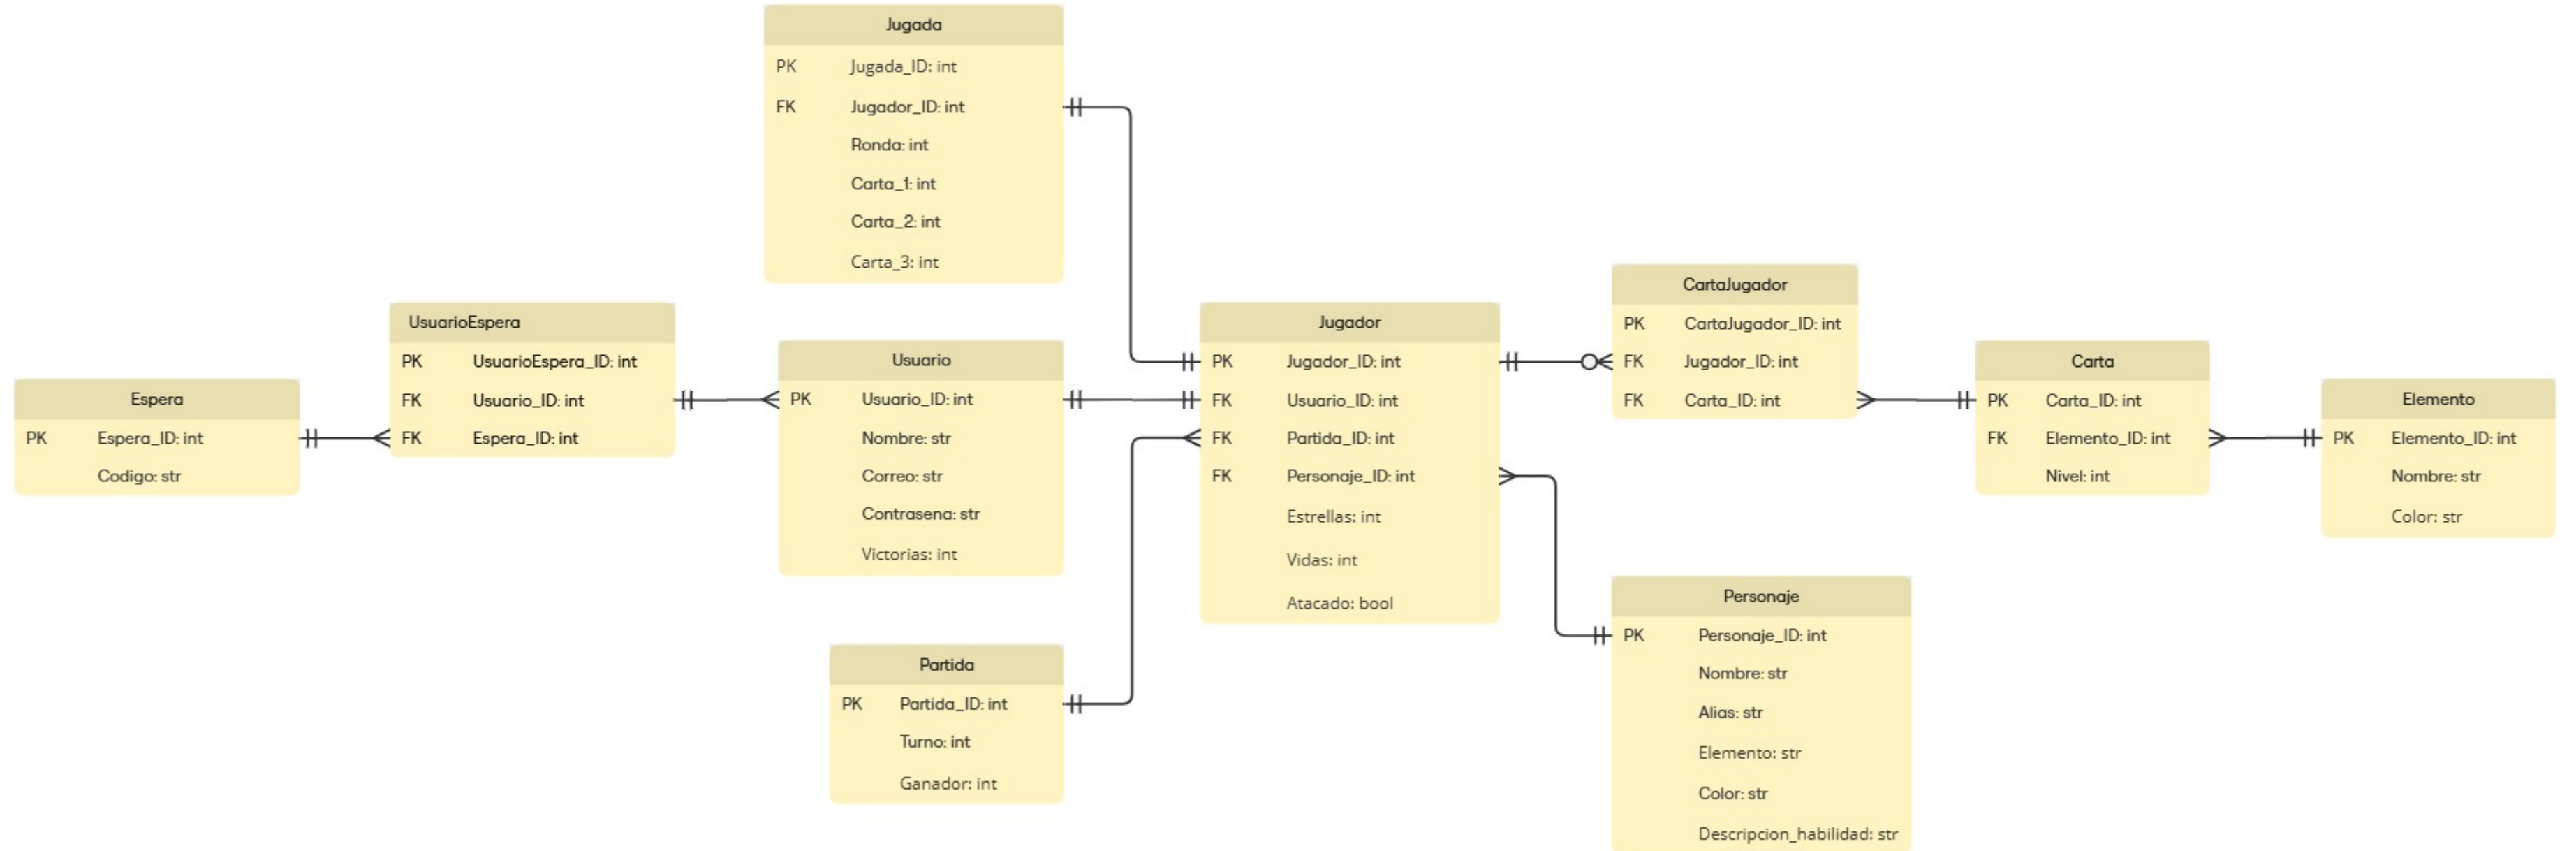 Jugada
PK Jugada_ID: int
FK Jugador_ID: int
Ronda: int
Carta_1: int
Carta_2: int
Carta_3: int
Espera
PK Espera_ID: int
Codigo: str
UsuarioEspera
PK UsuarioEspera_ID: int
FK Usuario_ID: int
FK Espera_ID: int
Usuario
PK Usuario_ID: int
Nombre: str
Correo: str
Contrasena: str
Victorias: int
Partida
PK Partida_ID: int
Turno: int
Ganador: int
Jugador
PK Jugador_ID: int
FK Usuario_ID: int
FK Partida_ID: int
FK Personaje_ID: int
Estrellas: int
Vidas: int
Atacado: bool
CartaJugador
PK CartaJugador_ID: int
FK Jugador_ID: int
FK Carta_ID: int
Personaje
PK Personaje_ID: int
Nombre: str
Alias: str
Elemento: str
Color: str
Descripcion_habilidad: str
Carta
PK Carta_ID: int
FK Elemento_ID: int
Nivel: int
Elemento
PK Elemento_ID: int
Nombre: str
Color: str